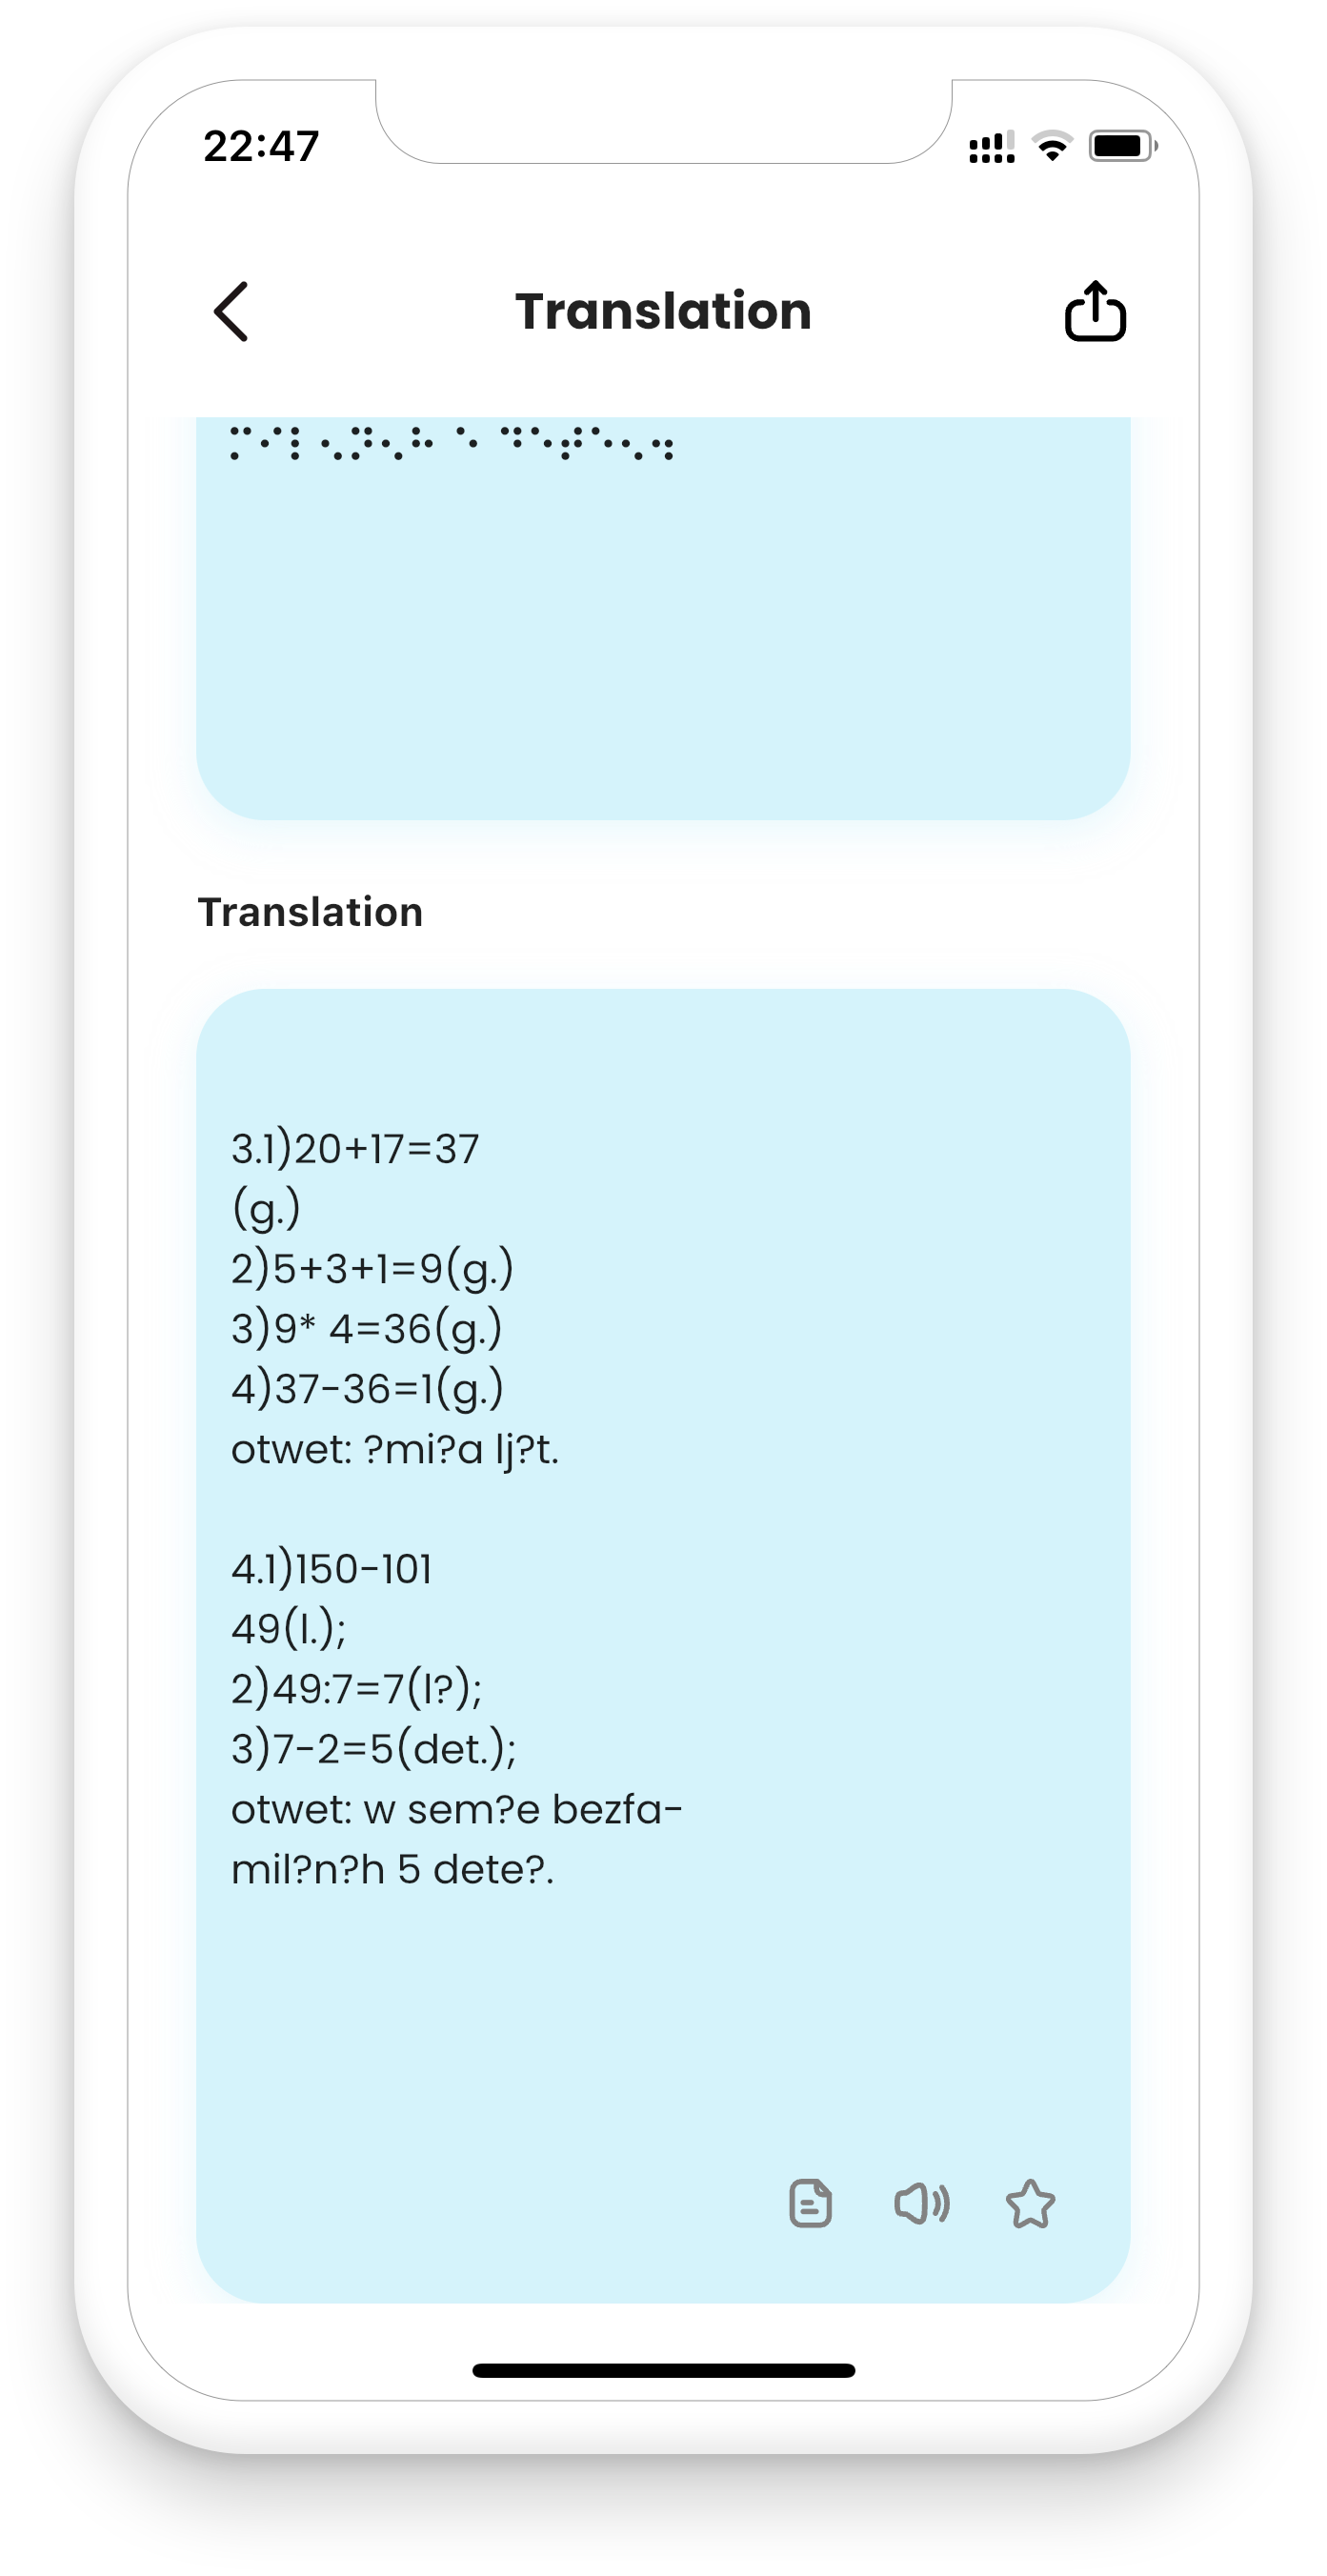 22:47
Translation
⠍⠊⠇⠢⠝⠢⠓ ⠑ ⠙⠑⠞⠑⠢⠲
Translation
3.1)20+17=37
(g.)
2)5+3+1=9(g.)
3)9* 4=36(g.)
4)37-36=1(g.)
otwet: ?mi?a lj?t.
4.1)150-101
49(l.);
2)49:7=7(l?);
3)7-2=5(det.);
otwet: w sem?e bezfa-
mil?n?h 5 dete?.